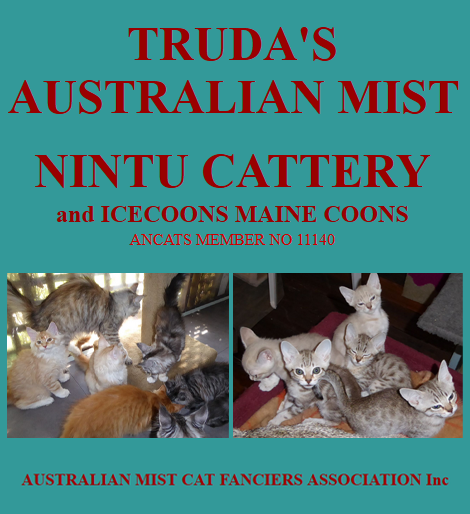 TRUDA'S
AUSTRALIAN MIST
NINTU CATTERY
and ICECOONS MAINE COONS
ANCATS MEMBER NO 11140
AUSTRALIAN MIST CAT FANCIERS ASSOCIATION Inc